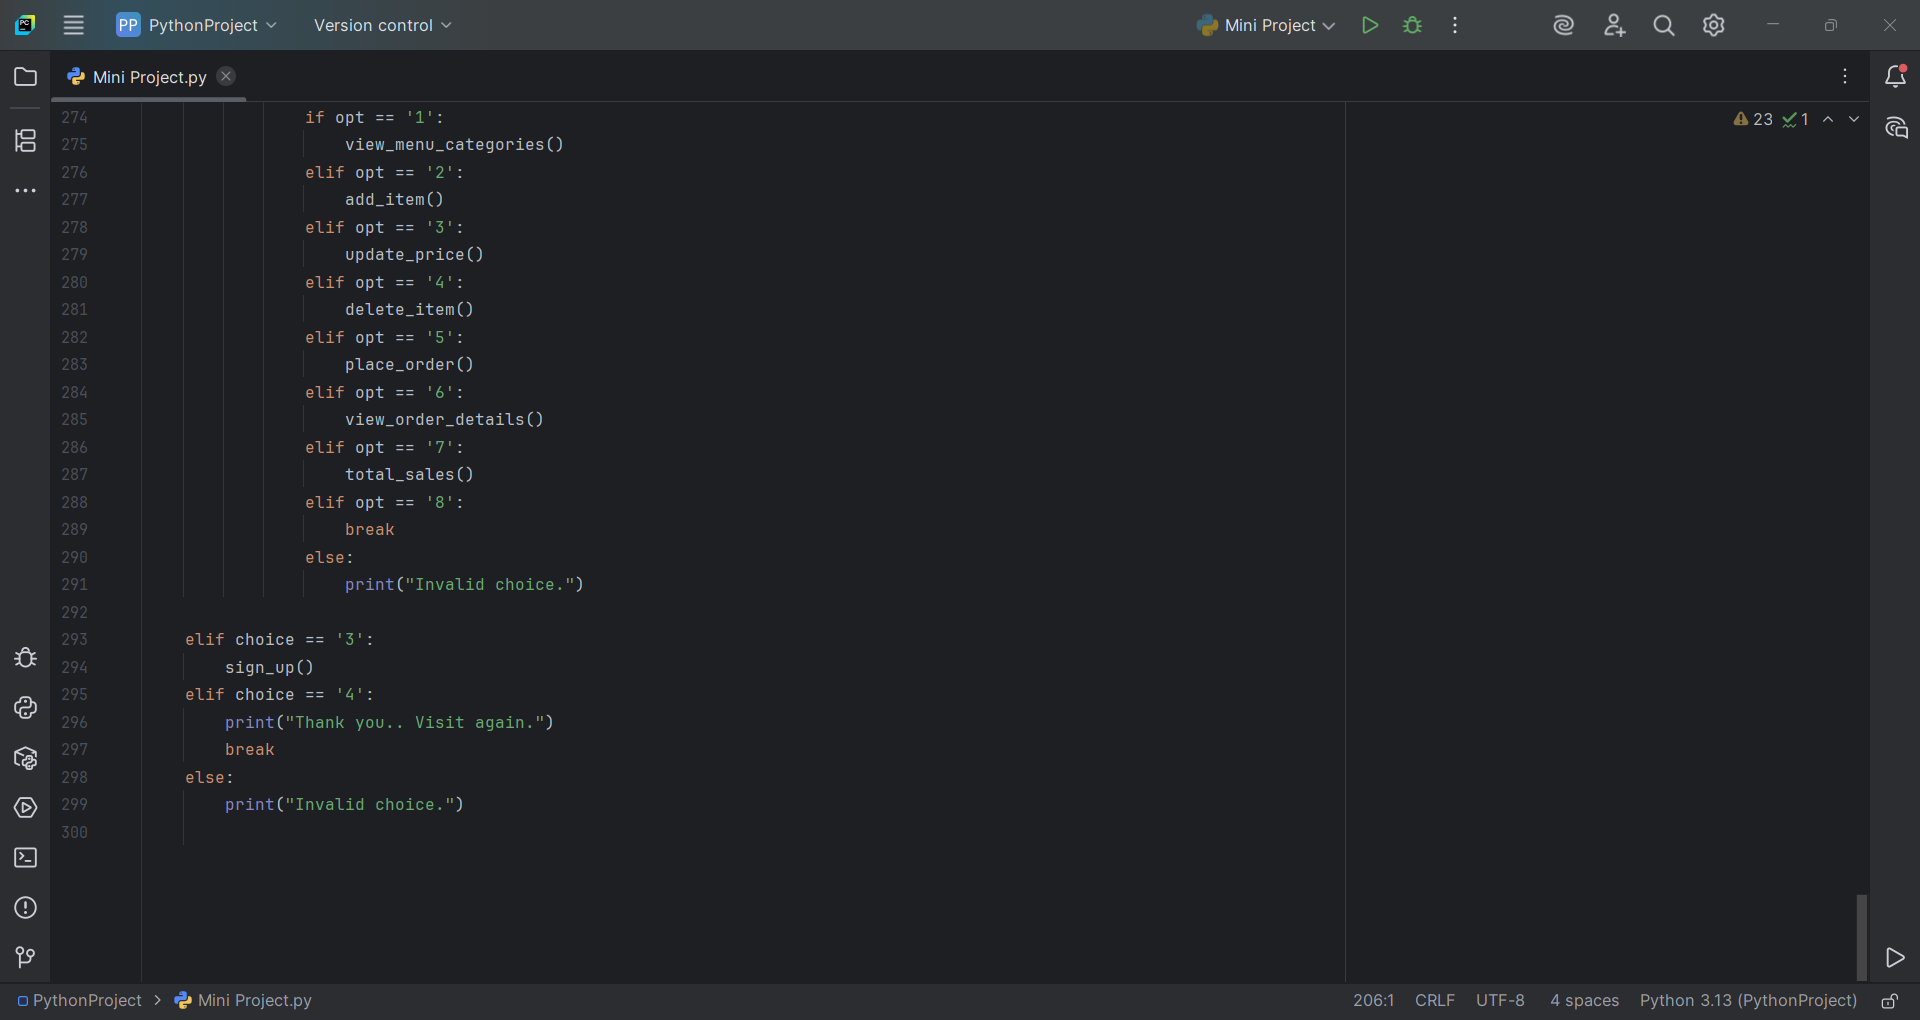 PP PythonProject Version control Mini Project
Mini Project.py
274 if opt == '1': 23 1
275 view_menu_categories()
276 elif opt == '2':
277 add_item()
278 elif opt == '3':
279 update_price()
280 elif opt == '4':
281 delete_item()
282 elif opt == '5':
283 place_order()
284 elif opt == '6':
285 view_order_details()
286 elif opt == '7':
287 total_sales()
288 elif opt == '8':
289 break
290 else:
291 print("Invalid choice.")
292
293 elif choice == '3':
294 sign_up()
295 elif choice == '4':
296 print("Thank you.. Visit again.")
297 break
298 else:
299 print("Invalid choice.")
300
PythonProject > Mini Project.py 206:1 CRLF UTF-8 4 spaces Python 3.13 (PythonProject)